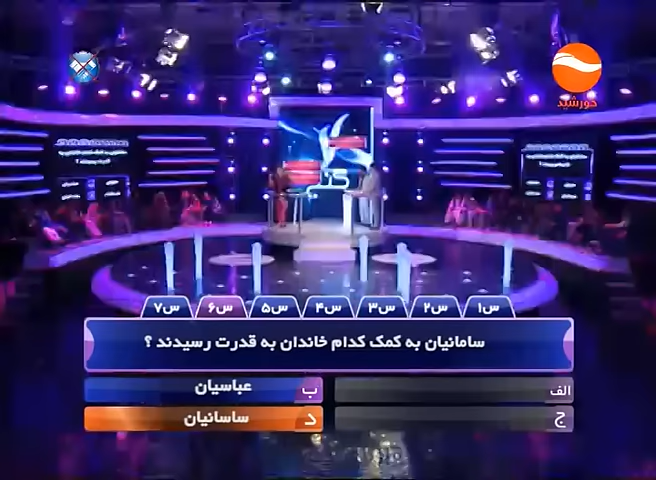 خورشید
س۱ س۲ س۳ س۴ س۵ س۶ س۷
سامانیان به کمک کدام خاندان به قدرت رسیدند ؟
الف
ب عباسیان
ج
د ساسانیان